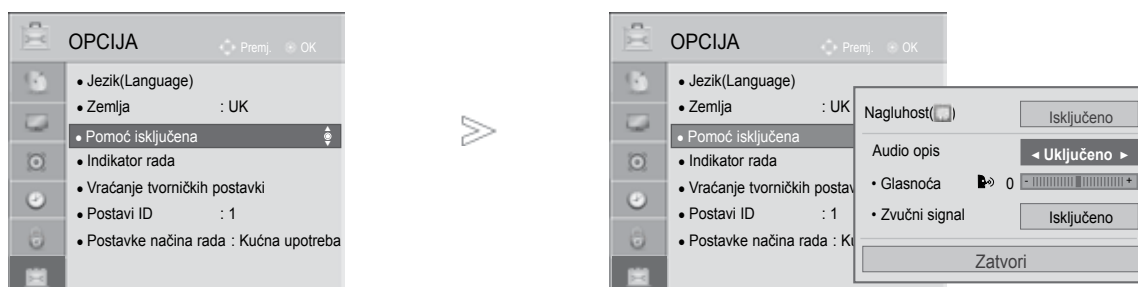 OPCIJA
Premj. OK
• Jezik(Language)
• Zemlja : UK
• Pomoć isključena
• Indikator rada
• Vraćanje tvorničkih postavki
• Postavi ID : 1
• Postavke načina rada : Kućna upotreba
OPCIJA
Premj. OK
• Jezik(Language)
• Zemlja : UK
• Pomoć isključena
• Indikator rada
• Vraćanje tvorničkih postav
• Postavi ID : 1
• Postavke načina rada : Ku
Nagluhost( ) Isključeno
Audio opis ◄ Uključeno ►
• Glasnoća 0 - +
• Zvučni signal Isključeno
Zatvori